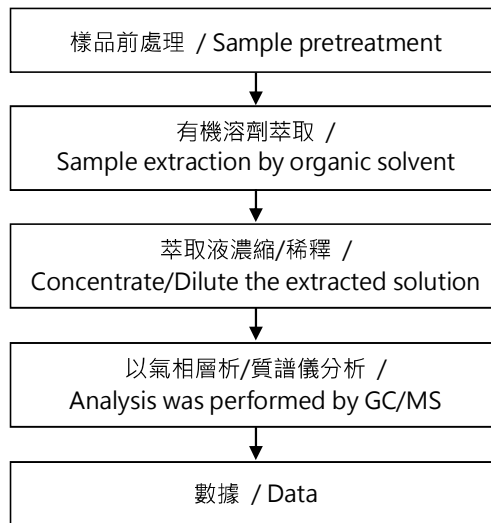 樣品前處理 / Sample pretreatment
有機溶劑萃取 /
Sample extraction by organic solvent
萃取液濃縮/稀釋 /
Concentrate/Dilute the extracted solution
以氣相層析/質譜儀分析 /
Analysis was performed by GC/MS
數據 / Data